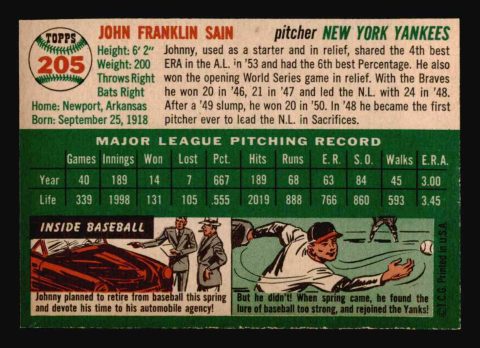 TOPPS
205
JOHN FRANKLIN SAIN pitcher NEW YORK YANKEES
Height: 6' 2"
Weight: 200
Throws Right
Bats Right
Home: Newport, Arkansas
Born: September 25, 1918
Johnny, used as a starter and in relief, shared the 4th best
ERA in the A.L. in '53 and had the 6th best Percentage. He also
won the opening World Series game in relief. With the Braves
he won 20 in '46, 21 in '47 and led the N.L. with 24 in '48.
After a '49 slump, he won 20 in '50. In '48 he became the first
pitcher ever to lead the N.L. in Sacrifices.
MAJOR LEAGUE PITCHING RECORD
Games Innings Won Lost Pct. Hits Runs E.R. S.O. Walks E.R.A.
Year 40 189 14 7 667 189 68 63 84 45 3.00
Life 339 1998 131 105 .555 2019 888 766 860 593 3.45
INSIDE BASEBALL
Johnny planned to retire from baseball this spring
and devote his time to his automobile agency!
But he didn't! When spring came, he found the
lure of baseball too strong, and rejoined the Yanks!
©T.C.G. Printed in U.S.A.